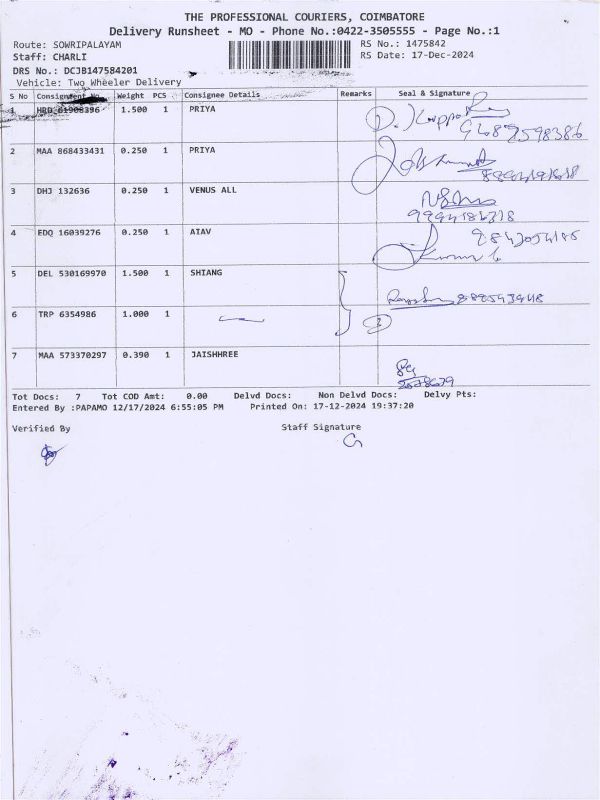 THE PROFESSIONAL COURIERS, COIMBATORE
Delivery Runsheet - MO - Phone No.:0422-3505555 - Page No.:1
Route: SOWRIPALAYAM RS No.: 1475842
Staff: CHARLI RS Date: 17-Dec-2024
DRS No.: DCJB147584201
Vehicle: Two Wheeler Delivery
S No Consignment No. Weight PCS Consignee Details Remarks Seal & Signature
1 HRD 61908396 1.500 1 PRIYA
2 MAA 868433431 0.250 1 PRIYA
3 DHJ 132636 0.250 1 VENUS ALL
4 EDQ 16039276 0.250 1 AIAV
5 DEL 530169970 1.500 1 SHIANG
6 TRP 6354986 1.000 1
7 MAA 573370297 0.390 1 JAISHHREE
Tot Docs: 7 Tot COD Amt: 0.00 Delvd Docs: Non Delvd Docs: Delvy Pts:
Entered By :PAPAMO 12/17/2024 6:55:05 PM Printed On: 17-12-2024 19:37:20
Verified By Staff Signature